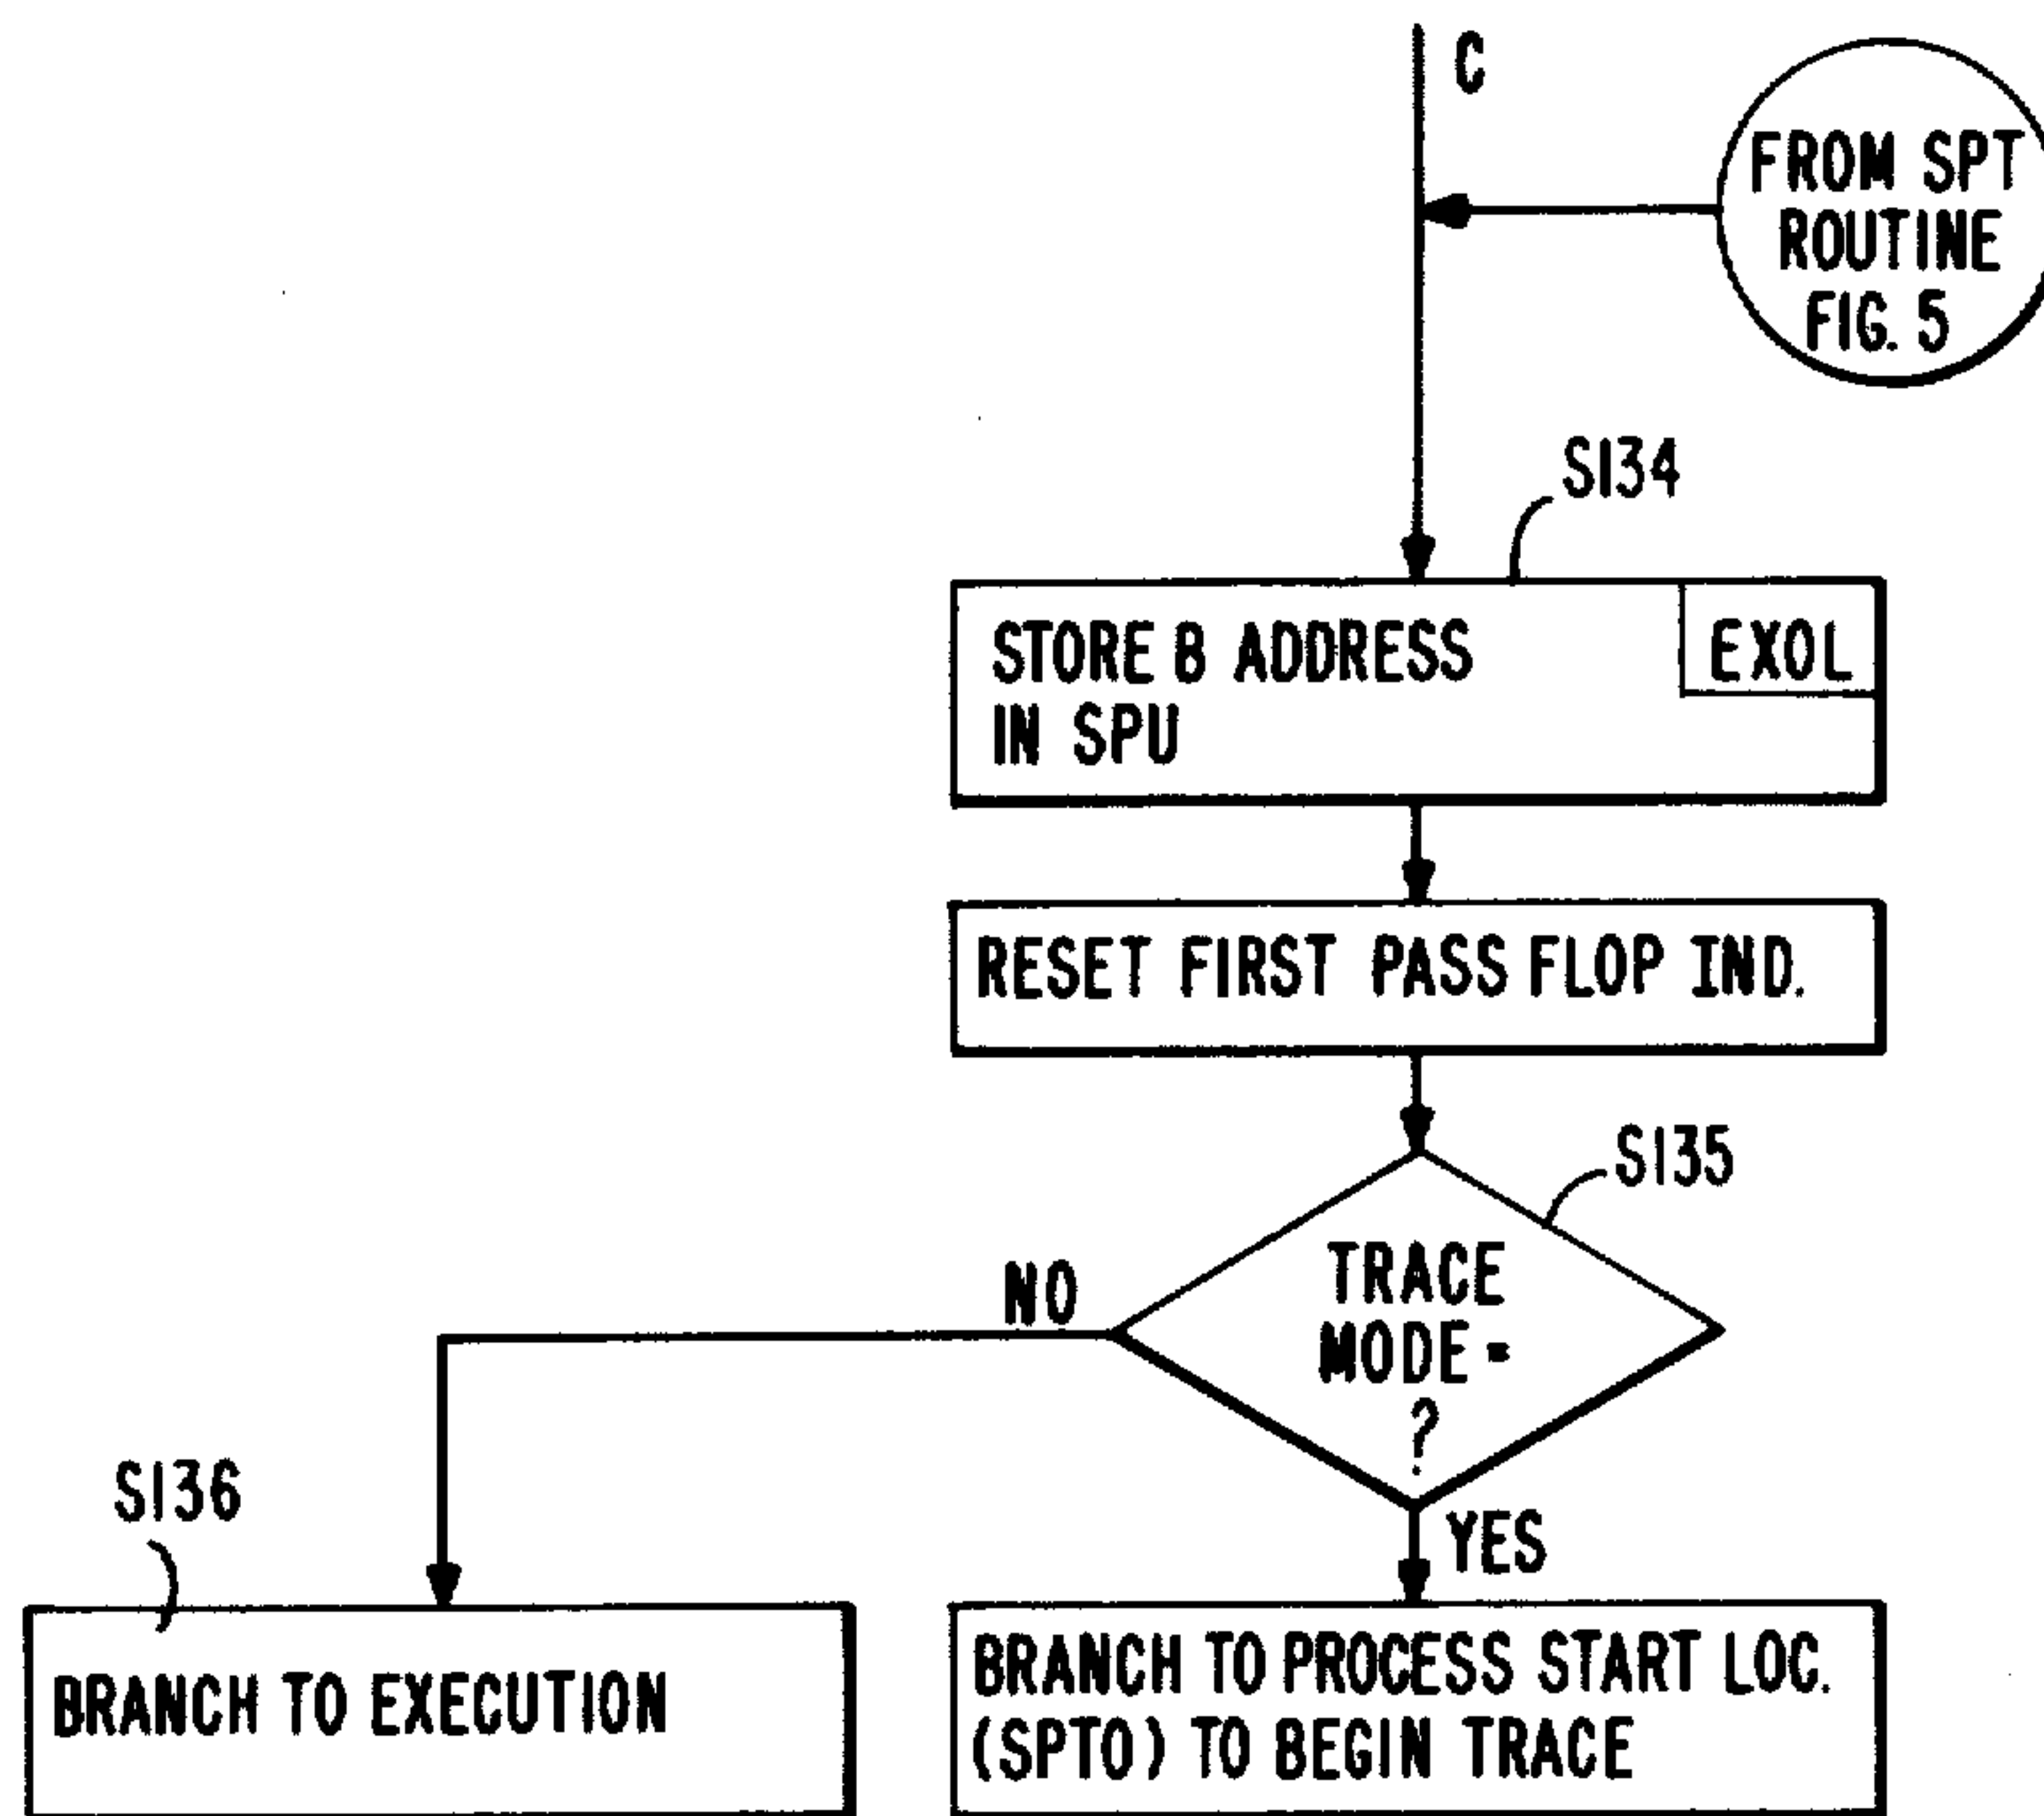 C
FROM SPT
ROUTINE
FIG. 5
S134
STORE B ADDRESS
IN SPU
EXOL
RESET FIRST PASS FLOP IND.
S135
TRACE
MODE =
?
NO
YES
S136
BRANCH TO EXECUTION
BRANCH TO PROCESS START LOC.
(SPTO) TO BEGIN TRACE